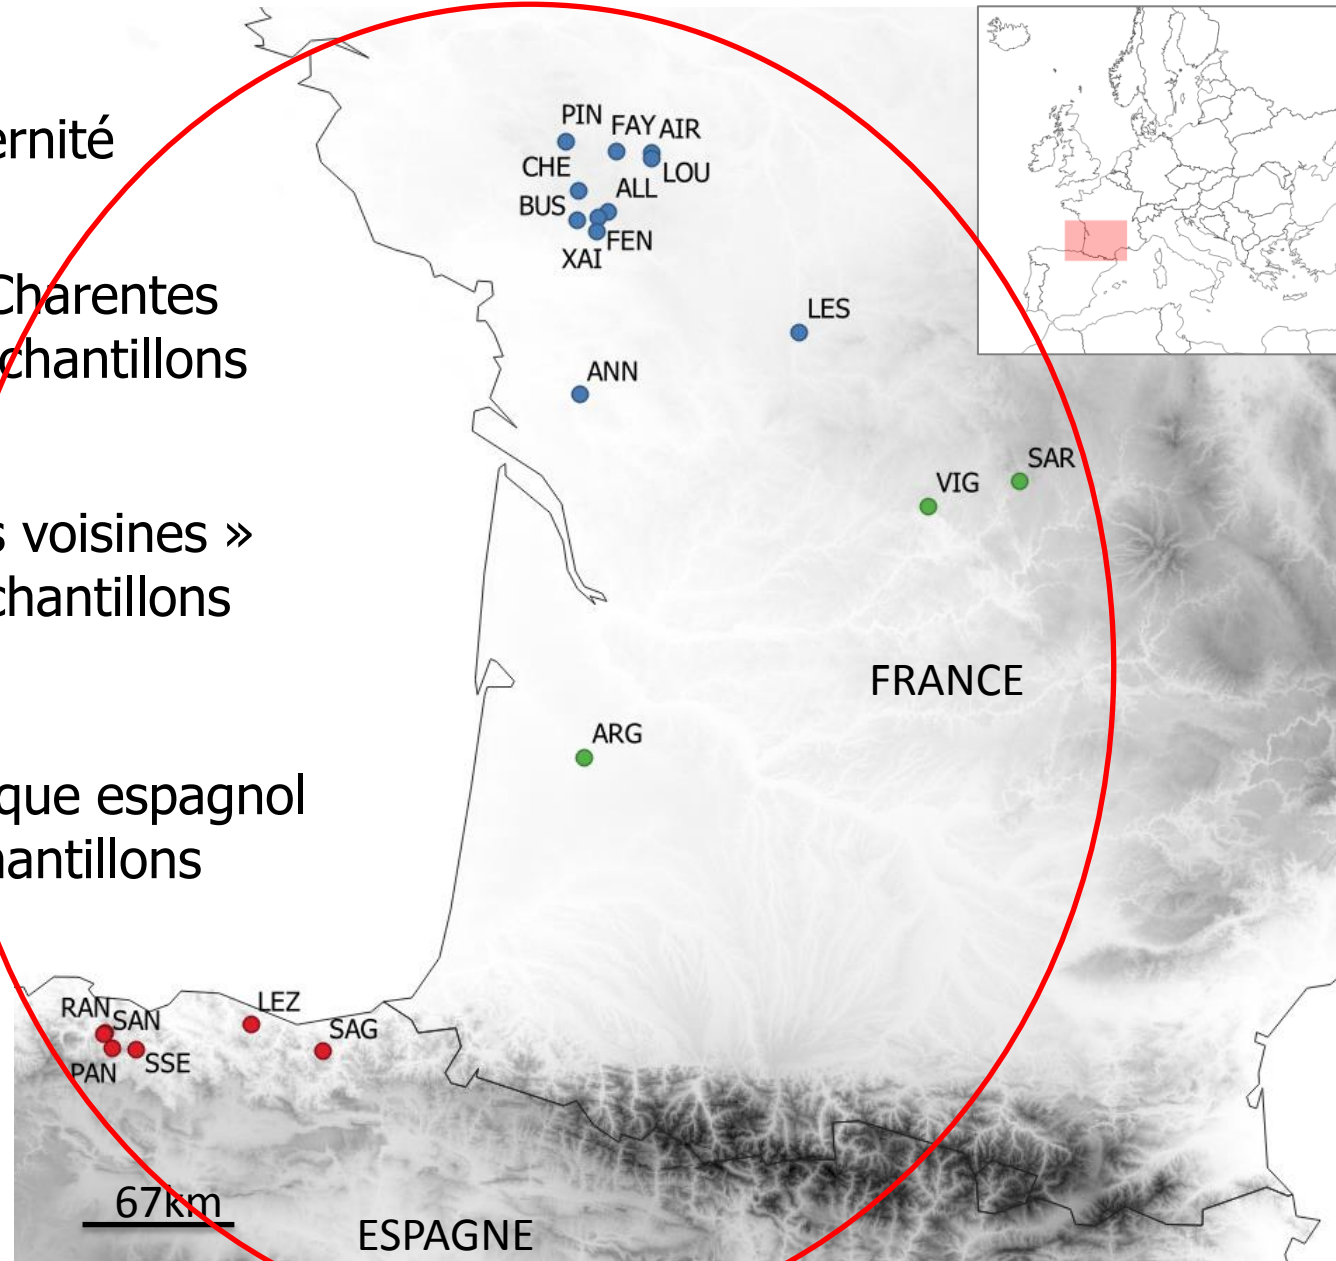 ernité
Charentes
chantillons
s voisines »
chantillons
que espagnol
hantillons
PIN
FAY
AIR
CHE
LOU
ALL
BUS
FEN
XAI
LES
ANN
SAR
VIG
FRANCE
ARG
RAN
SAN
LEZ
SAG
PAN
SSE
67km
ESPAGNE